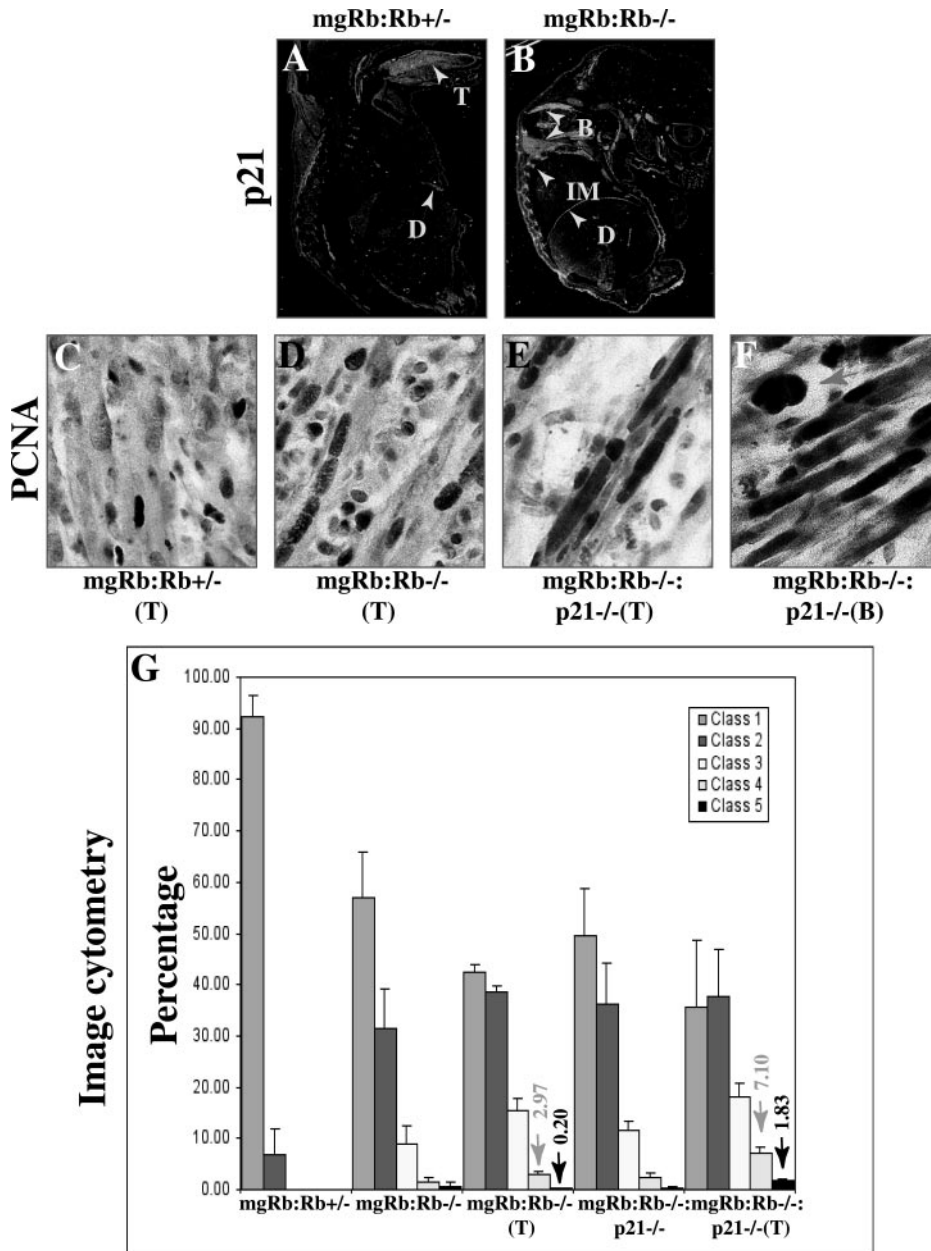 mgRb:Rb+/- mgRb:Rb-/-
p21
A
T
D
B
B
IM
D
PCNA
C
D
E
F
mgRb:Rb+/-
(T)
mgRb:Rb-/-
(T)
mgRb:Rb-/-:
p21-/-(T)
mgRb:Rb-/-:
p21-/-(B)
G
Image cytometry
Percentage
100.00
90.00
80.00
70.00
60.00
50.00
40.00
30.00
20.00
10.00
0.00
Class 1
Class 2
Class 3
Class 4
Class 5
2.97
0.20
7.10
1.83
mgRb:Rb+/-
mgRb:Rb-/-
mgRb:Rb-/-
(T)
mgRb:Rb-/-:
p21-/-
mgRb:Rb-/-:
p21-/-(T)